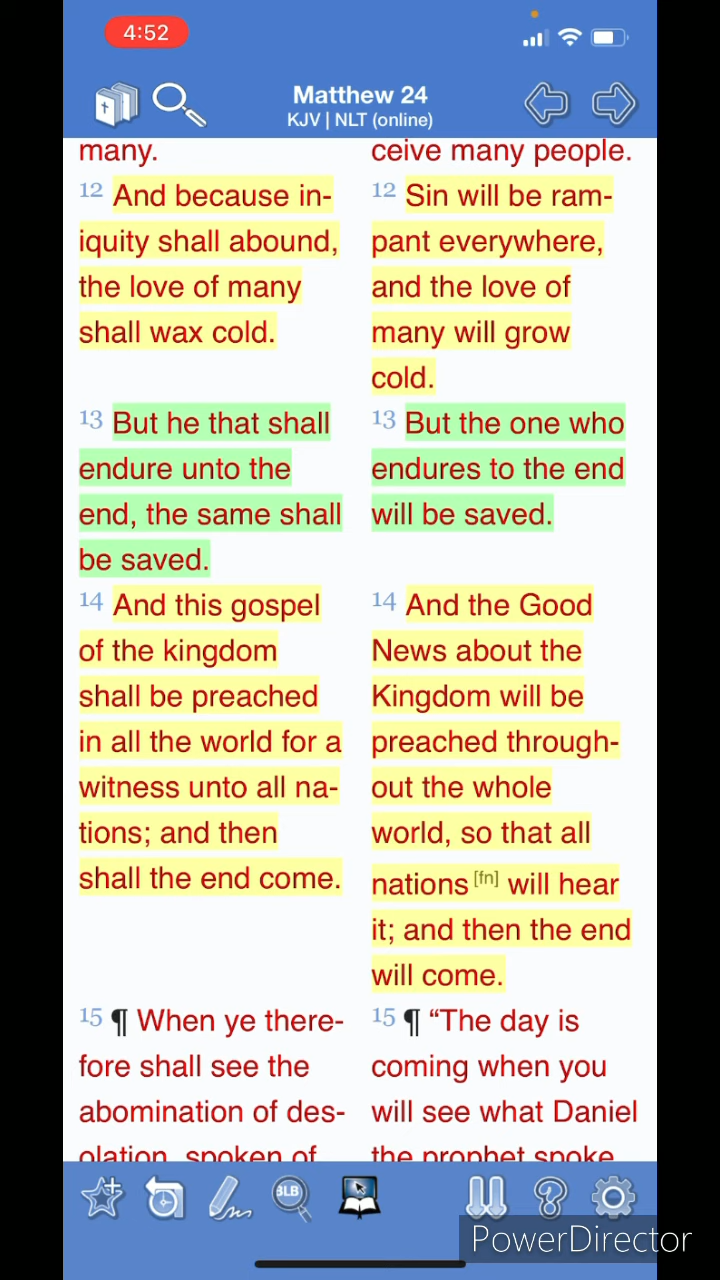 4:52
Matthew 24
KJV | NLT (online)
many.
12 And because in-
iquity shall abound,
the love of many
shall wax cold.
13 But he that shall
endure unto the
end, the same shall
be saved.
14 And this gospel
of the kingdom
shall be preached
in all the world for a
witness unto all na-
tions; and then
shall the end come.
15 ¶ When ye there-
fore shall see the
abomination of des-
olation, spoken of
ceive many people.
12 Sin will be ram-
pant everywhere,
and the love of
many will grow
cold.
13 But the one who
endures to the end
will be saved.
14 And the Good
News about the
Kingdom will be
preached through-
out the whole
world, so that all
nations [fn] will hear
it; and then the end
will come.
15 ¶ “The day is
coming when you
will see what Daniel
the prophet spoke
BLB
PowerDirector